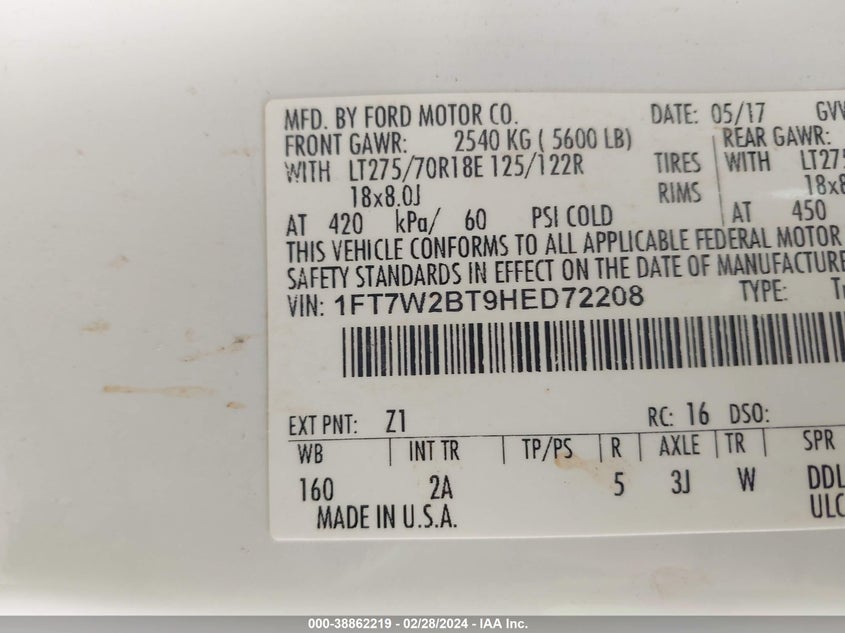 MFD. BY FORD MOTOR CO. DATE: 05/17
FRONT GAWR: 2540 KG ( 5600 LB) REAR GAWR:
WITH LT275/70R18E 125/122R TIRES WITH
18x8.0J RIMS
AT 420 kPa/ 60 PSI COLD AT 450
THIS VEHICLE CONFORMS TO ALL APPLICABLE FEDERAL MOTOR
SAFETY STANDARDS IN EFFECT ON THE DATE OF MANUFACTURE
VIN: 1FT7W2BT9HED72208 TYPE:
EXT PNT: Z1 RC: 16 DSO:
WB INT TR TP/PS R AXLE TR SPR
160 2A 5 3J W DDL
MADE IN U.S.A. ULC
000-38862219 - 02/28/2024 - IAA Inc.